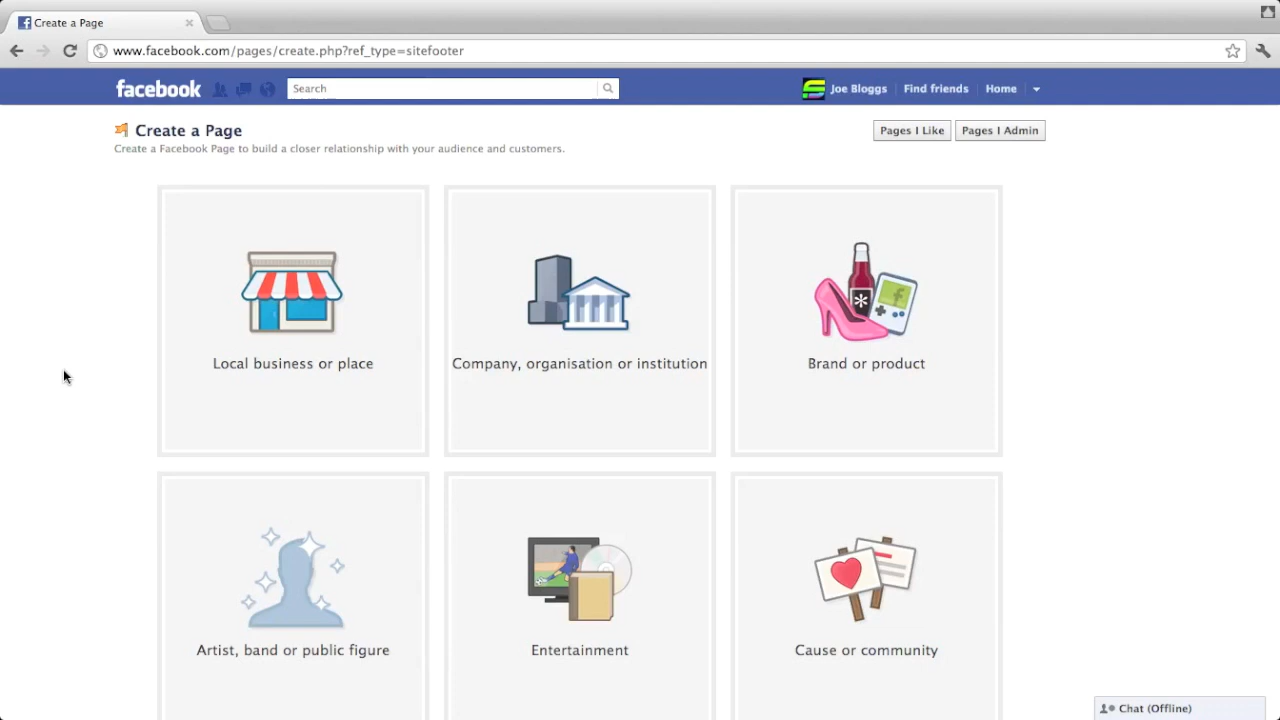 Create a Page
www.facebook.com/pages/create.php?ref_type=sitefooter
facebook
Search
Joe Bloggs
Find friends
Home
Create a Page
Create a Facebook Page to build a closer relationship with your audience and customers.
Pages I Like
Pages I Admin
Local business or place
Company, organisation or institution
Brand or product
Artist, band or public figure
Entertainment
Cause or community
Chat (Offline)